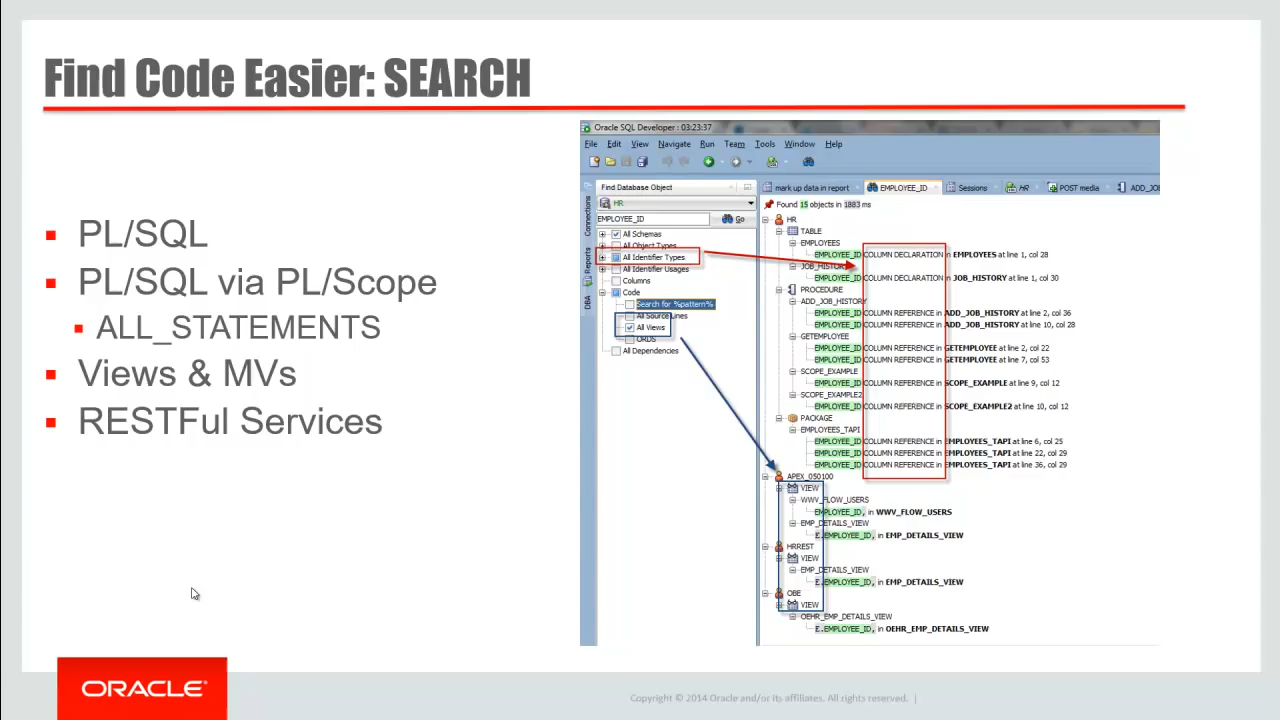 Find Code Easier: SEARCH
PL/SQL
PL/SQL via PL/Scope
ALL_STATEMENTS
Views & MVs
RESTFul Services
Oracle SQL Developer : 03:23:37
File Edit View Navigate Run Team Tools Window Help
Find Database Object
HR
EMPLOYEE_ID
Go
All Schemas
All Object Types
All Identifier Types
All Identifier Usages
Columns
Code
Search for %pattern%
All Source Lines
All Views
ORDS
All Dependencies
Connections
Reports
DBA
mark up data in report EMPLOYEE_ID Sessions HR POST media ADD_JO
Found 15 objects in 1883 ms
HR
TABLE
EMPLOYEES
EMPLOYEE_ID COLUMN DECLARATION in EMPLOYEES at line 1, col 28
JOB_HISTORY
EMPLOYEE_ID COLUMN DECLARATION in JOB_HISTORY at line 1, col 30
PROCEDURE
ADD_JOB_HISTORY
EMPLOYEE_ID COLUMN REFERENCE in ADD_JOB_HISTORY at line 2, col 36
EMPLOYEE_ID COLUMN REFERENCE in ADD_JOB_HISTORY at line 10, col 28
GETEMPLOYEE
EMPLOYEE_ID COLUMN REFERENCE in GETEMPLOYEE at line 2, col 22
EMPLOYEE_ID COLUMN REFERENCE in GETEMPLOYEE at line 7, col 53
SCOPE_EXAMPLE
EMPLOYEE_ID COLUMN REFERENCE in SCOPE_EXAMPLE at line 9, col 12
SCOPE_EXAMPLE2
EMPLOYEE_ID COLUMN REFERENCE in SCOPE_EXAMPLE2 at line 10, col 12
PACKAGE
EMPLOYEES_TAPI
EMPLOYEE_ID COLUMN REFERENCE in EMPLOYEES_TAPI at line 6, col 25
EMPLOYEE_ID COLUMN REFERENCE in EMPLOYEES_TAPI at line 22, col 29
EMPLOYEE_ID COLUMN REFERENCE in EMPLOYEES_TAPI at line 36, col 29
APEX_050100
VIEW
WWV_FLOW_USERS
EMPLOYEE_ID, in WWV_FLOW_USERS
EMP_DETAILS_VIEW
E.EMPLOYEE_ID, in EMP_DETAILS_VIEW
HRREST
VIEW
EMP_DETAILS_VIEW
E.EMPLOYEE_ID, in EMP_DETAILS_VIEW
OBE
VIEW
OEHR_EMP_DETAILS_VIEW
E.EMPLOYEE_ID, in OEHR_EMP_DETAILS_VIEW
ORACLE®
Copyright © 2014 Oracle and/or its affiliates. All rights reserved. |